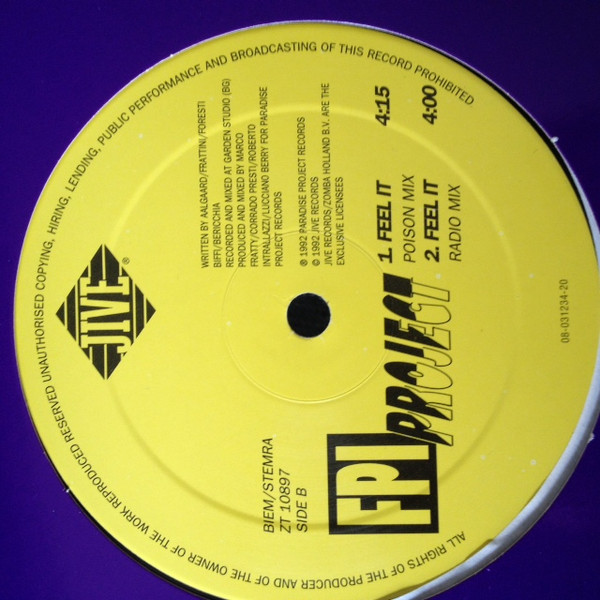 ALL RIGHTS OF THE PRODUCER AND OF THE OWNER OF THE WORK REPRODUCED RESERVED UNAUTHORISED COPYING, HIRING, LENDING, PUBLIC PERFORMANCE AND BROADCASTING OF THIS RECORD PROHIBITED
JIVE®
WRITTEN BY AALGAARD/FRATTINI/FORESTI
BIFFI/BERICCHIA
RECORDED AND MIXED AT GARDEN STUDIO (BG)
PRODUCED AND MIXED BY MARCO
FRATTY/CORRADO PRESTI/ROBERTO
INTRALLAZZI/LUCCIANO BERRY FOR PARADISE
PROJECT RECORDS
℗ 1992 PARADISE PROJECT RECORDS
© 1992 JIVE RECORDS
JIVE RECORDS/ZOMBA HOLLAND B.V. ARE THE
EXCLUSIVE LICENSEES
BIEM/STEMRA
ZT 10897
SIDE B
FPI PROJECT
PROJECT
1. FEEL IT 4:15
POISON MIX
2. FEEL IT 4:00
RADIO MIX
08-031234-20